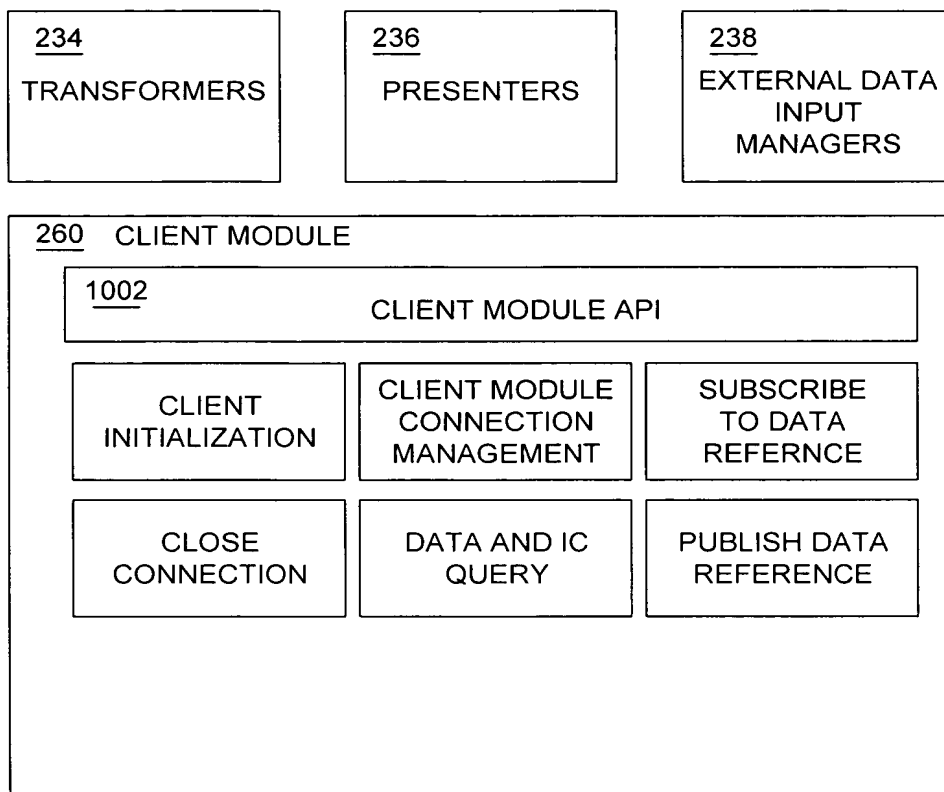 234
TRANSFORMERS
236
PRESENTERS
238
EXTERNAL DATA
INPUT
MANAGERS
260 CLIENT MODULE
1002
CLIENT MODULE API
CLIENT
INITIALIZATION
CLIENT MODULE
CONNECTION
MANAGEMENT
SUBSCRIBE
TO DATA
REFERNCE
CLOSE
CONNECTION
DATA AND IC
QUERY
PUBLISH DATA
REFERENCE